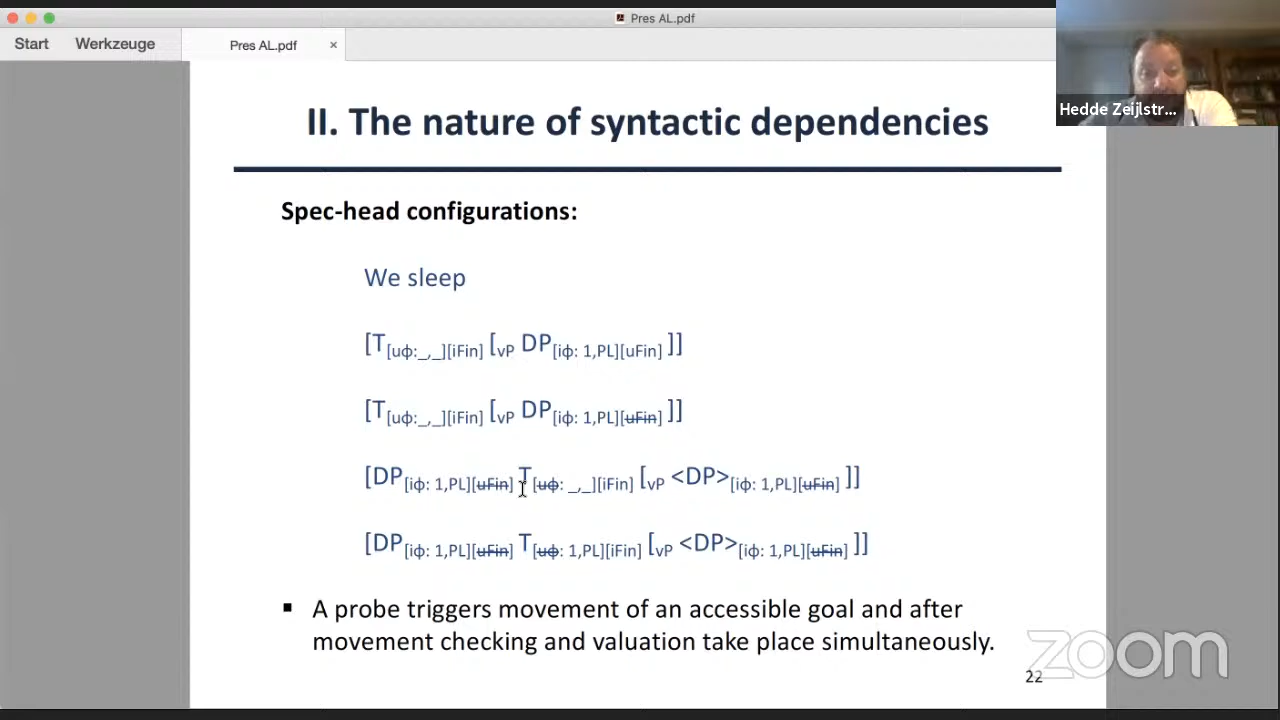 Pres AL.pdf
Start Werkzeuge Pres AL.pdf ×
Hedde Zeijlstr...
II. The nature of syntactic dependencies
Spec-head configurations:
We sleep
[T[uϕ:_,_][iFin] [vP DP[iϕ: 1,PL][uFin] ]]
[T[uϕ:_,_][iFin] [vP DP[iϕ: 1,PL][uFin] ]]
[DP[iϕ: 1,PL][uFin] T[uϕ: _,_][iFin] [vP <DP>[iϕ: 1,PL][uFin] ]]
[DP[iϕ: 1,PL][uFin] T[uϕ: 1,PL][iFin] [vP <DP>[iϕ: 1,PL][uFin] ]]
▪ A probe triggers movement of an accessible goal and after
movement checking and valuation take place simultaneously.
zoom
22